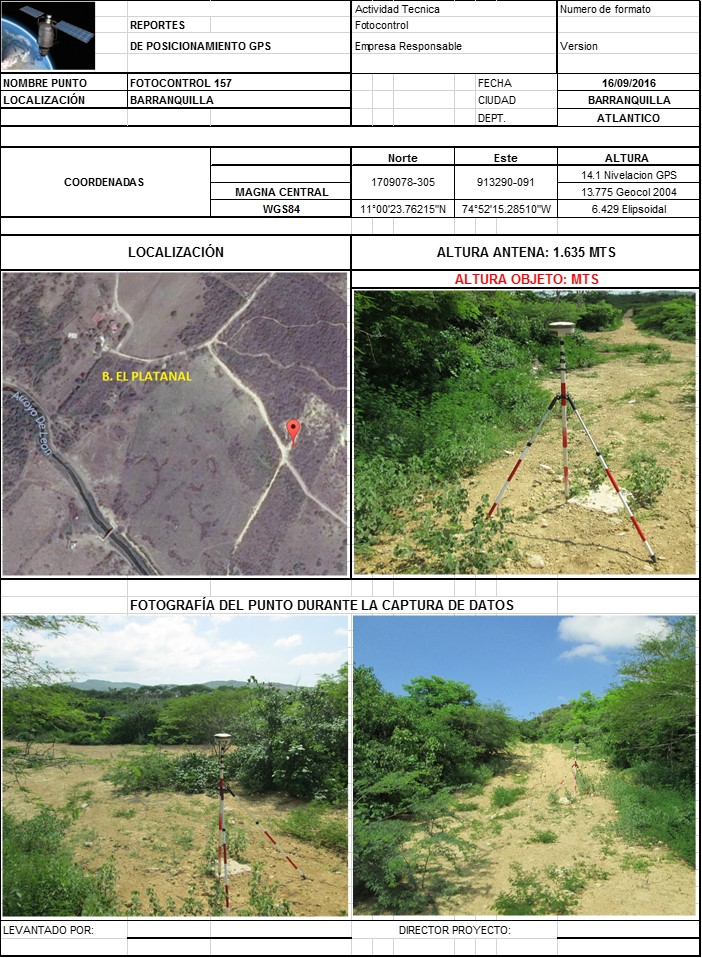 Actividad Tecnica Numero de formato
REPORTES Fotocontrol
DE POSICIONAMIENTO GPS Empresa Responsable Version
NOMBRE PUNTO FOTOCONTROL 157 FECHA 16/09/2016
LOCALIZACIÓN BARRANQUILLA CIUDAD BARRANQUILLA
DEPT. ATLANTICO
Norte Este ALTURA
COORDENADAS 1709078-305 913290-091 14.1 Nivelacion GPS
MAGNA CENTRAL 13.775 Geocol 2004
WGS84 11°00'23.76215"N 74°52'15.28510"W 6.429 Elipsoidal
LOCALIZACIÓN ALTURA ANTENA: 1.635 MTS
ALTURA OBJETO: MTS
B. EL PLATANAL
Arroyo De León
FOTOGRAFÍA DEL PUNTO DURANTE LA CAPTURA DE DATOS
LEVANTADO POR: DIRECTOR PROYECTO: